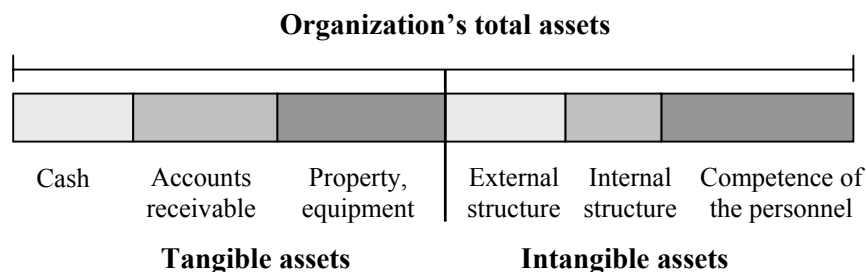 Organization’s total assets
Cash
Accounts
receivable
Property,
equipment
External
structure
Internal
structure
Competence of
the personnel
Tangible assets
Intangible assets